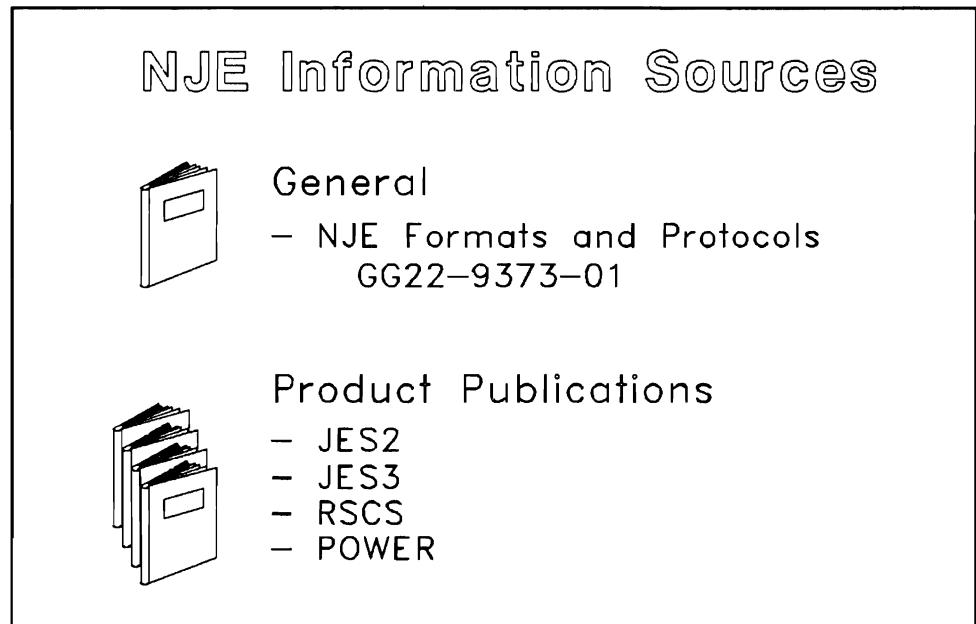 NJE Information Sources
General
— NJE Formats and Protocols
GG22—9373—01
Product Publications
— JES2
— JES3
— RSCS
— POWER